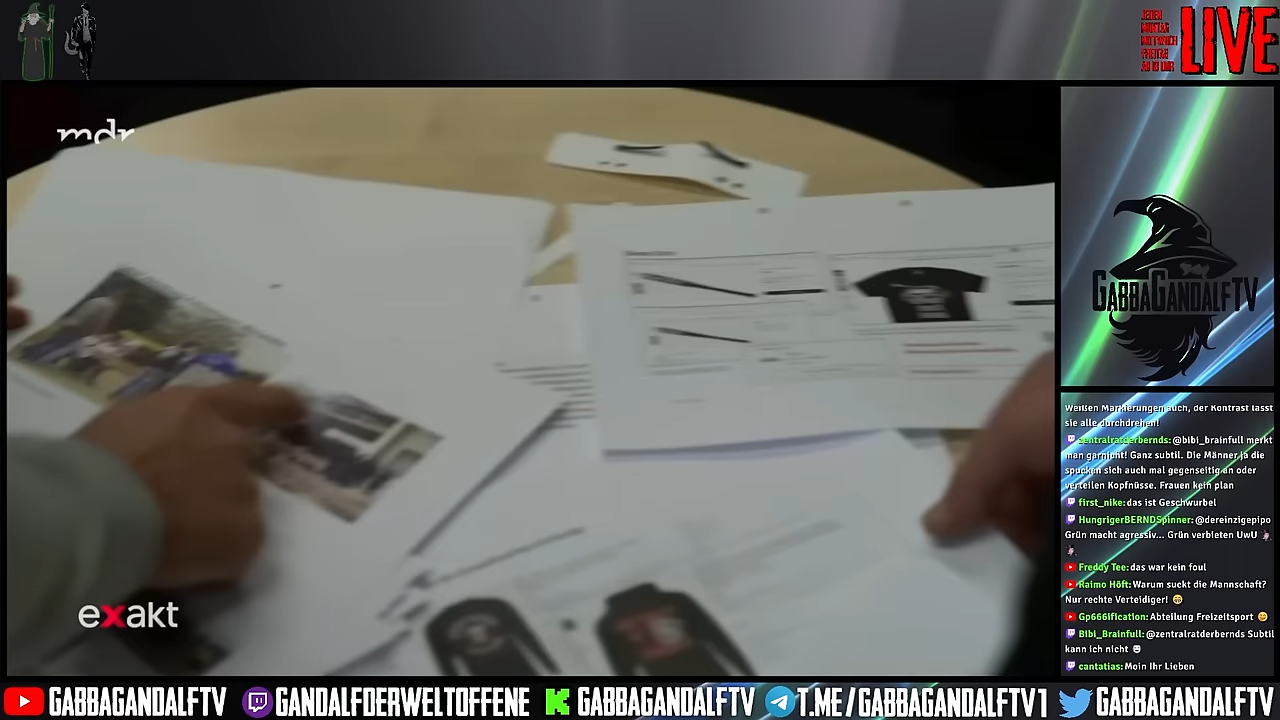 JEDEN
MONTAG
MITTWOCH
FREITAG
LIVE
mdr
GABBAGANDALFTV
exakt
Weißen Markierungen auch, der Kontrast lässt
sie alle durchdrehen!
zentralratderbernds: @bibi_brainfull merkt
man garnicht! Ganz subtil. Die Männer ja die
spucken sich auch mal gegenseitig an oder
verteilen Kopfnüsse. Frauen kein plan
first_nike: das ist Geschwurbel
HungrigerBERNDSpinner: @dereinzigepipo
Grün macht agressiv... Grün verbieten UwU
Freddy Tee: das war kein foul
Raimo Höft: Warum suckt die Mannschaft?
Nur rechte Verteidiger! 😁
Gp666ification: Abteilung Freizeitsport
Bibi_Brainfull: @zentralratderbernds Subtil
kann ich nicht
cantatias: Moin Ihr Lieben
GABBAGANDALFTV GANDALFDERWELTOFFENE GABBAGANDALFTV T.ME/GABBAGANDALFTV1 GABBAGANDALFTV